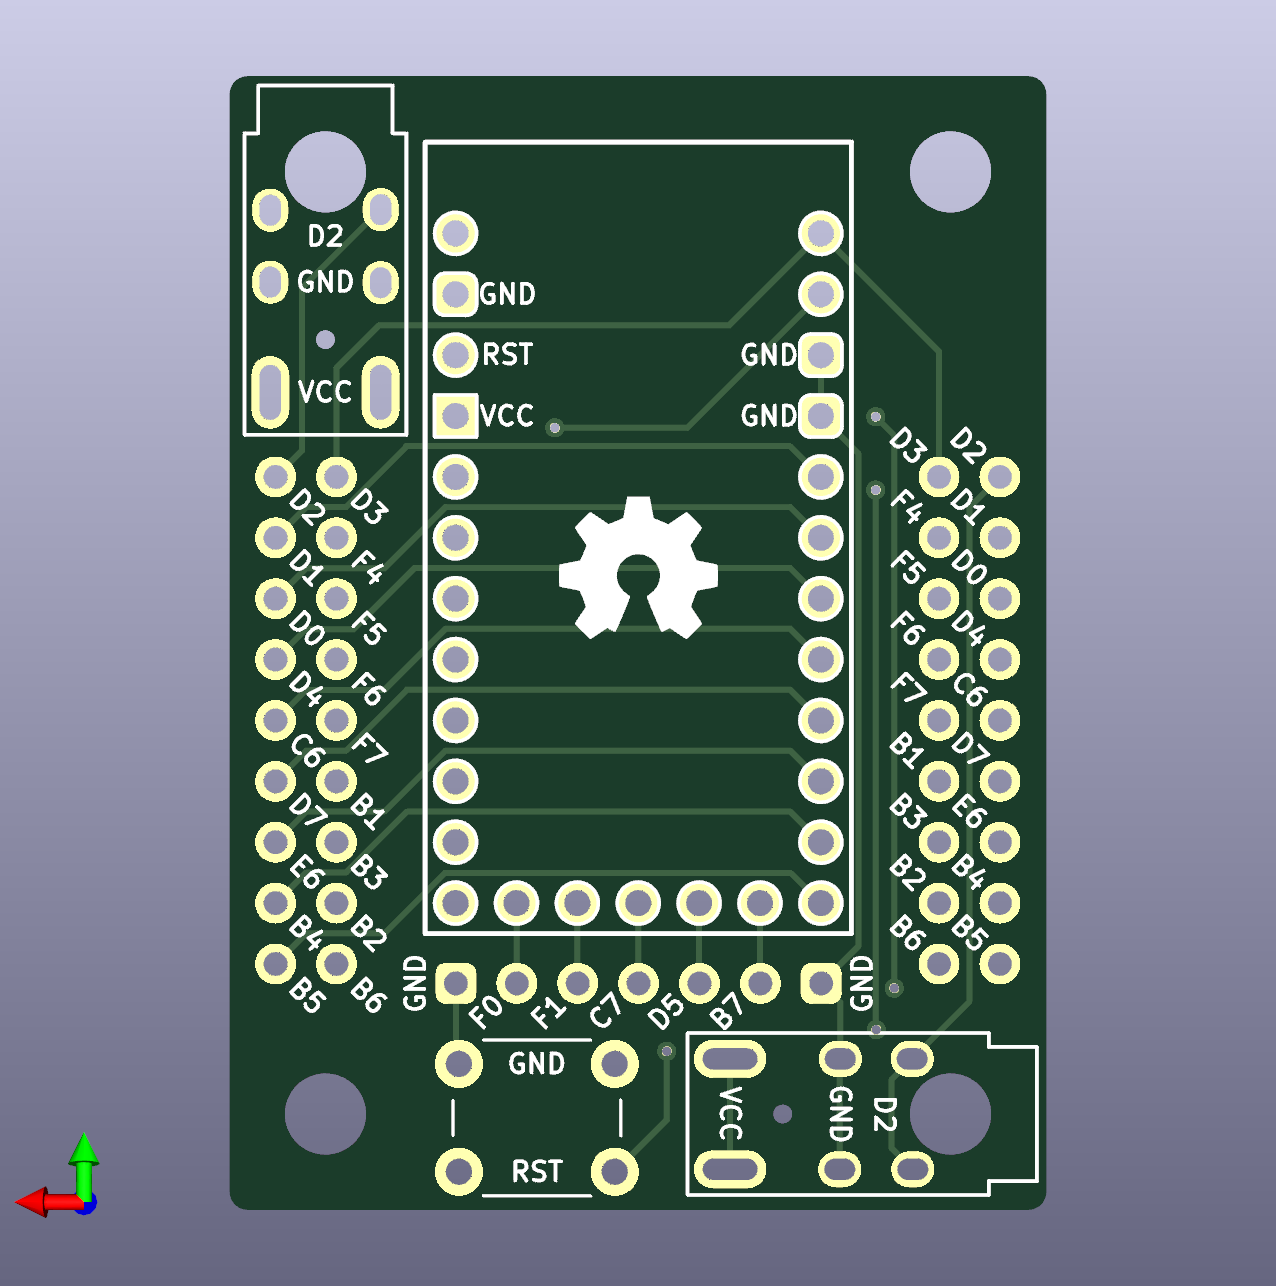 D2
GND
VCC
GND
RST
VCC
GND
GND
D2
D1
D0
D4
C6
D7
E6
B4
B5
D3
F4
F5
F6
F7
B1
B3
B2
B6
D3
F4
F5
F6
F7
B1
B3
B2
B6
D2
D1
D0
D4
C6
D7
E6
B4
B5
GND
F0
F1
C7
D5
B7
GND
GND
RST
VCC
GND
D2